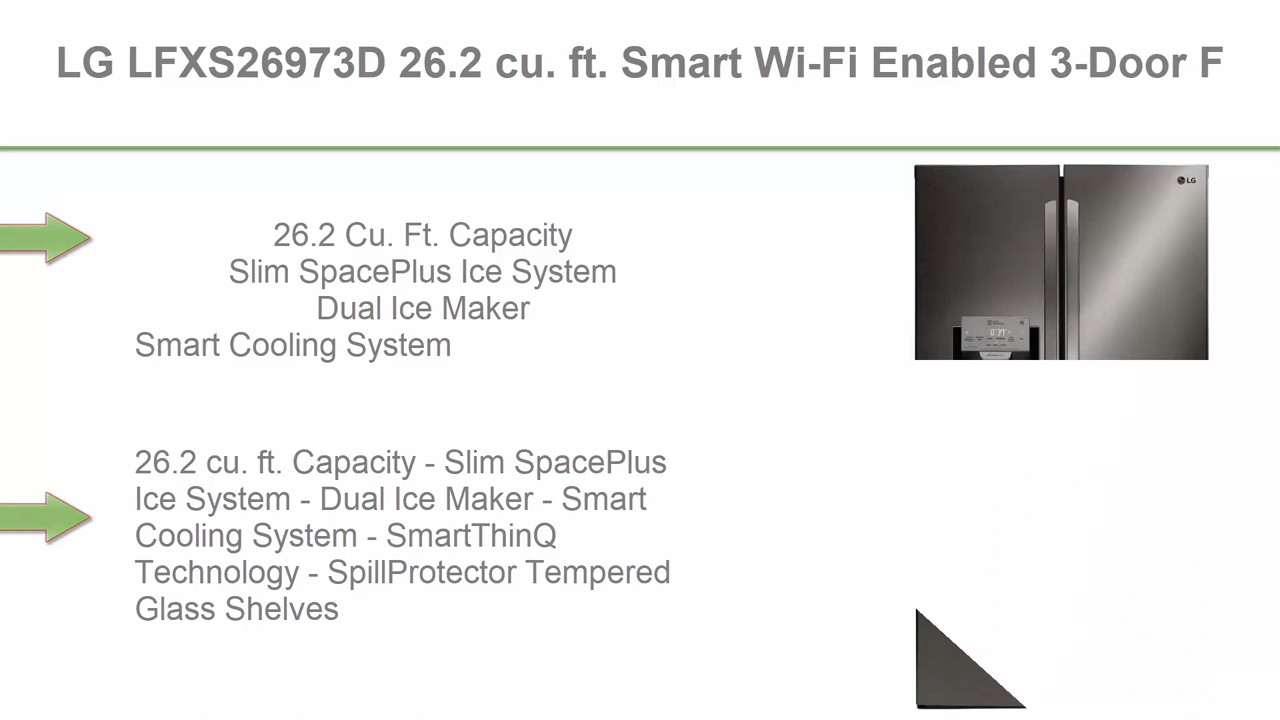 LG LFXS26973D 26.2 cu. ft. Smart Wi-Fi Enabled 3-Door F
LG
26.2 Cu. Ft. Capacity
Slim SpacePlus Ice System
Dual Ice Maker
Smart Cooling System
26.2 cu. ft. Capacity - Slim SpacePlus
Ice System - Dual Ice Maker - Smart
Cooling System - SmartThinQ
Technology - SpillProtector Tempered
Glass Shelves